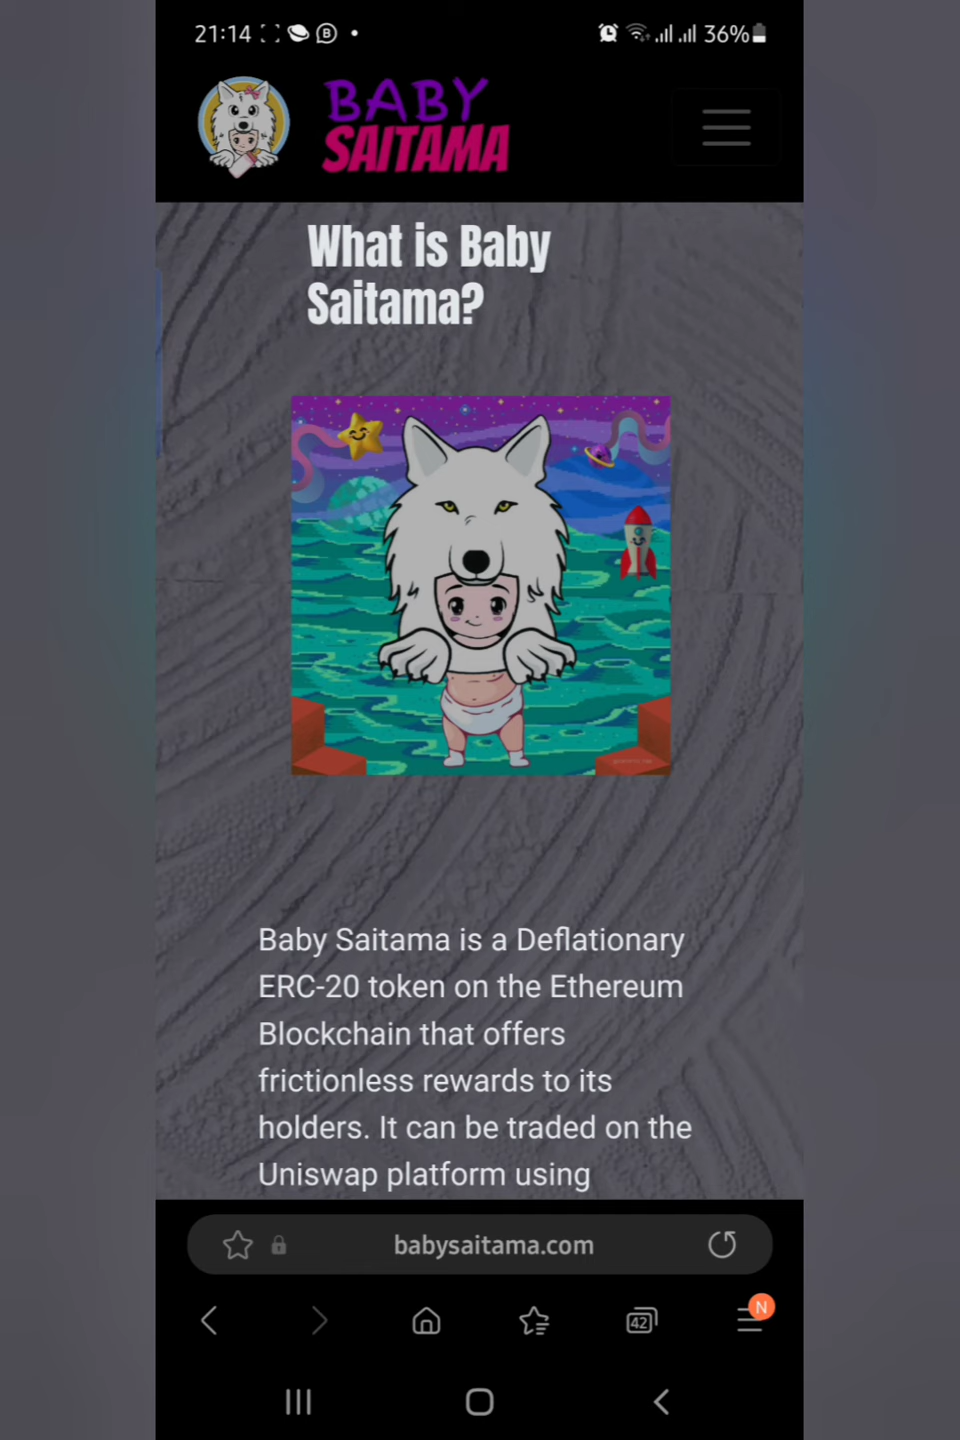 21:14 B 36%
BABY
SAITAMA
What is Baby
Saitama?
Baby Saitama is a Deflationary
ERC-20 token on the Ethereum
Blockchain that offers
frictionless rewards to its
holders. It can be traded on the
Uniswap platform using
babysaitama.com
42
N